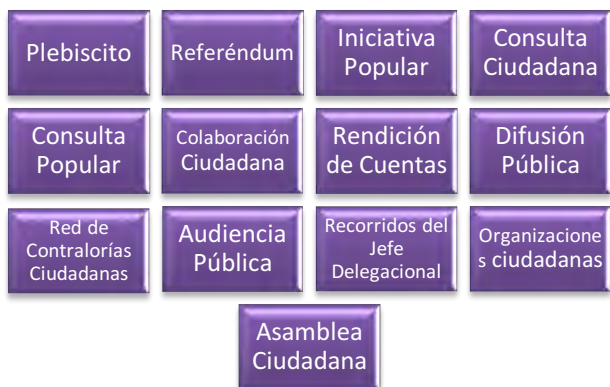 Plebiscito
Referéndum
Iniciativa
Popular
Consulta
Ciudadana
Consulta
Popular
Colaboración
Ciudadana
Rendición
de Cuentas
Difusión
Pública
Red de
Contralorías
Ciudadanas
Audiencia
Pública
Recorridos del
Jefe
Delegacional
Organizacione
s ciudadanas
Asamblea
Ciudadana